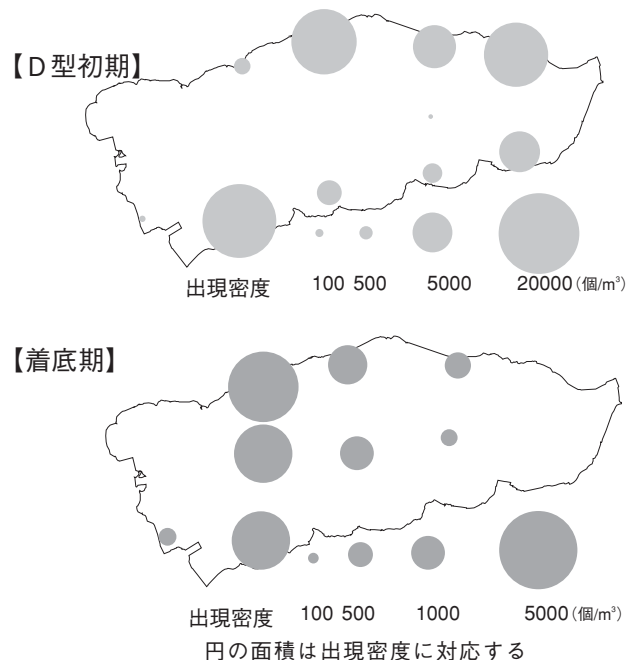 【D型初期】
出現密度 100 500 5000 20000(個/m³)
【着底期】
出現密度 100 500 1000 5000(個/m³)
円の面積は出現密度に対応する